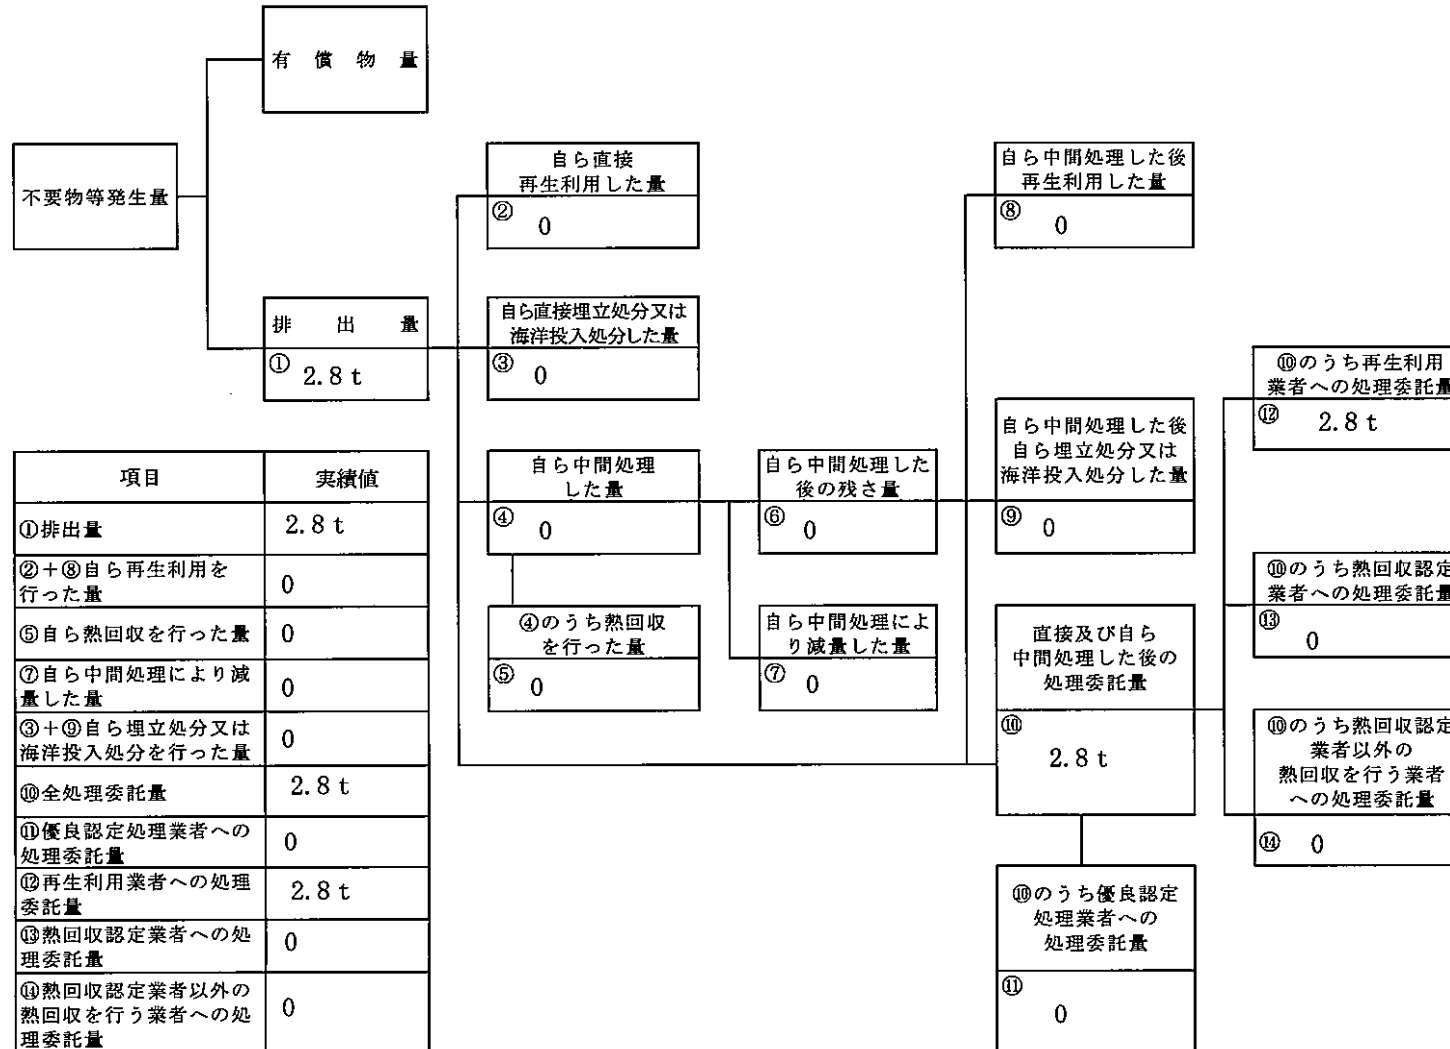 有償物量
不要物等発生量
排出量
① 2.8 t
自ら直接
再生利用した量
② 0
自ら直接埋立処分又は
海洋投入処分した量
③ 0
自ら中間処理
した量
④ 0
④のうち熱回収
を行った量
⑤ 0
自ら中間処理した
後の残さ量
⑥ 0
自ら中間処理によ
り減量した量
⑦ 0
自ら中間処理した後
再生利用した量
⑧ 0
自ら中間処理した後
自ら埋立処分又は
海洋投入処分した量
⑨ 0
直接及び自ら
中間処理した後の
処理委託量
⑩
2.8 t
⑩のうち優良認定
処理業者への
処理委託量
⑪
0
⑩のうち再生利用
業者への処理委託量
⑫ 2.8 t
⑩のうち熱回収認定
業者への処理委託量
⑬
0
⑩のうち熱回収認定
業者以外の
熱回収を行う業者
への処理委託量
⑭ 0
項目 実績値
①排出量 2.8 t
②+⑧自ら再生利用を
行った量 0
⑤自ら熱回収を行った量 0
⑦自ら中間処理により減
量した量 0
③+⑨自ら埋立処分又は
海洋投入処分を行った量 0
⑩全処理委託量 2.8 t
⑪優良認定処理業者への
処理委託量 0
⑫再生利用業者への処理
委託量 2.8 t
⑬熱回収認定業者への処
理委託量 0
⑭熱回収認定業者以外の
熱回収を行う業者への処
理委託量 0